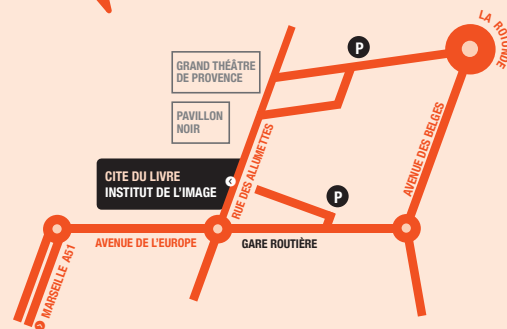 LA ROTONDE
P
GRAND THÉÂTRE
DE PROVENCE
PAVILLON
NOIR
RUE DES ALLUMETTES
AVENUE DES BELGES
CITE DU LIVRE
INSTITUT DE L'IMAGE
P
AVENUE DE L'EUROPE
GARE ROUTIÈRE
MARSEILLE A51